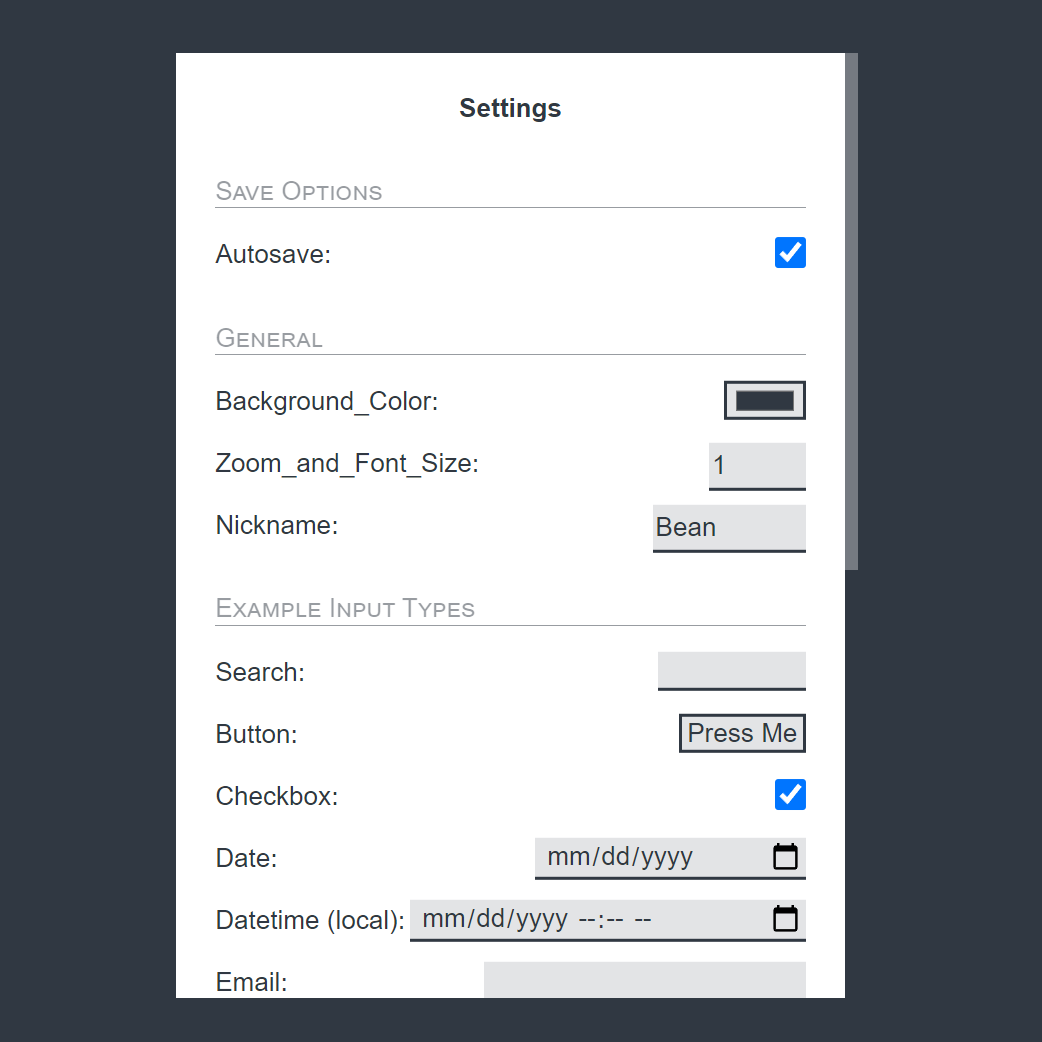 Settings
Save Options
Autosave:
General
Background_Color:
Zoom_and_Font_Size: 1
Nickname: Bean
Example Input Types
Search:
Button: Press Me
Checkbox:
Date: mm/dd/yyyy
Datetime (local): mm/dd/yyyy --:-- --
Email: